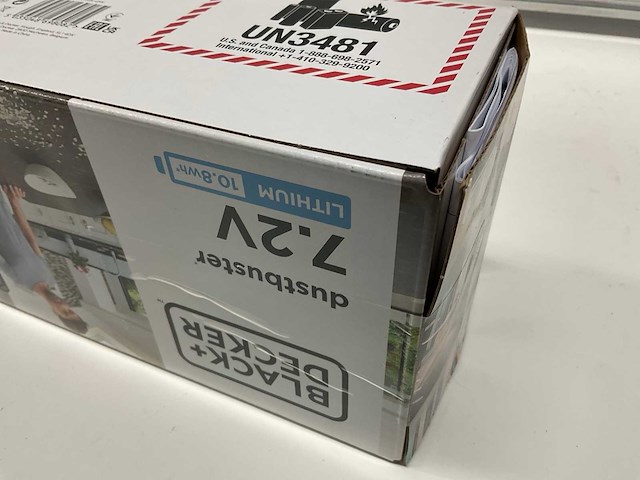 UN3481
U.S. and Canada 1-888-698-2571
International +1-410-329-9200
BLACK+
DECKER
dustbuster
7.2V
LITHIUM 10.8Wh*